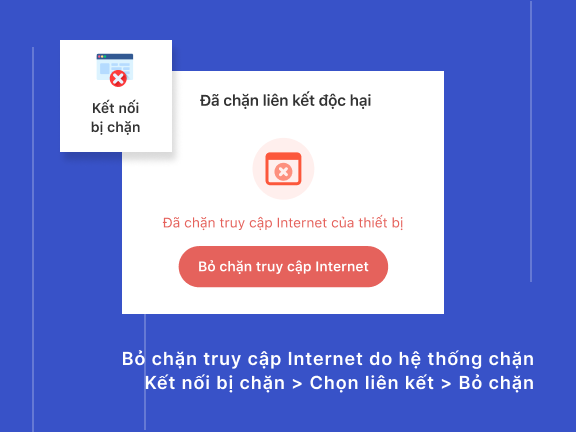 Kết nối
bị chặn
Đã chặn liên kết độc hại
Đã chặn truy cập Internet của thiết bị
Bỏ chặn truy cập Internet
Bỏ chặn truy cập Internet do hệ thống chặn
Kết nối bị chặn > Chọn liên kết > Bỏ chặn